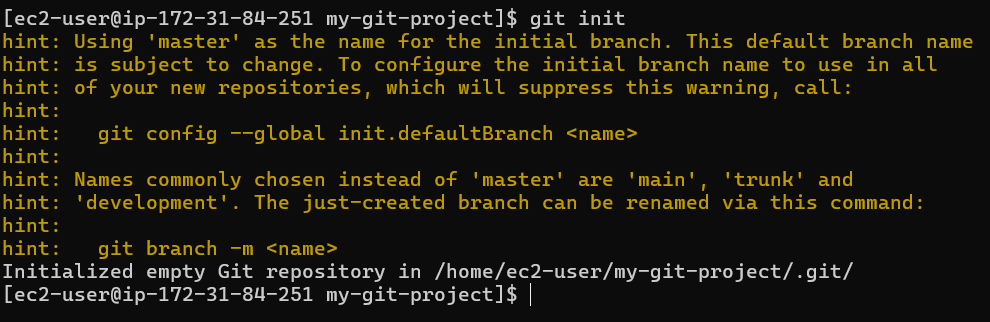 [ec2-user@ip-172-31-84-251 my-git-project]$ git init
hint: Using 'master' as the name for the initial branch. This default branch name
hint: is subject to change. To configure the initial branch name to use in all
hint: of your new repositories, which will suppress this warning, call:
hint:
hint:   git config --global init.defaultBranch <name>
hint:
hint: Names commonly chosen instead of 'master' are 'main', 'trunk' and
hint: 'development'. The just-created branch can be renamed via this command:
hint:
hint:   git branch -m <name>
Initialized empty Git repository in /home/ec2-user/my-git-project/.git/
[ec2-user@ip-172-31-84-251 my-git-project]$